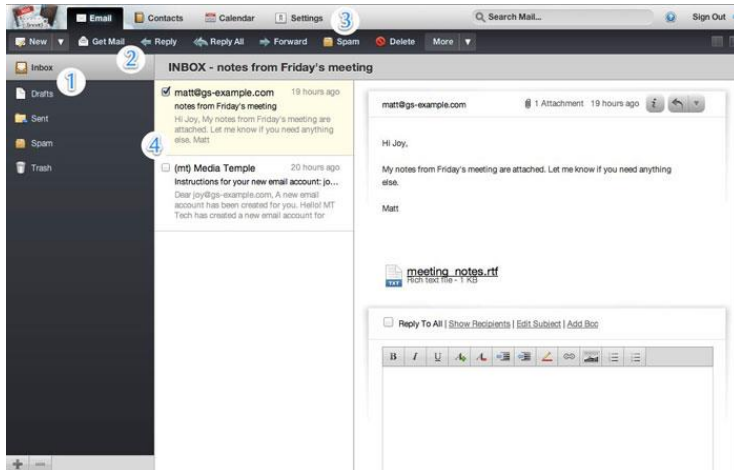 Email Contacts Calendar Settings 3 Search Mail... Sign Out
New Get Mail Reply Reply All Forward Spam Delete More
2
Inbox
1
Drafts
Sent
Spam
Trash
INBOX - notes from Friday's meeting
matt@gs-example.com 19 hours ago
notes from Friday's meeting
Hi Joy, My notes from Friday's meeting are
attached. Let me know if you need anything
else. Matt
4
(mt) Media Temple 20 hours ago
Instructions for your new email account: jo...
Dear joy@gs-example.com, A new email
account has been created for you. Hello! MT
Tech has created a new email account for
matt@gs-example.com 1 Attachment 19 hours ago i
Hi Joy,
My notes from Friday's meeting are attached. Let me know if you need anything
else.
Matt
meeting_notes.rtf
TXT
Rich text file - 1 KB
Reply To All | Show Recipients | Edit Subject | Add Bcc
B I U